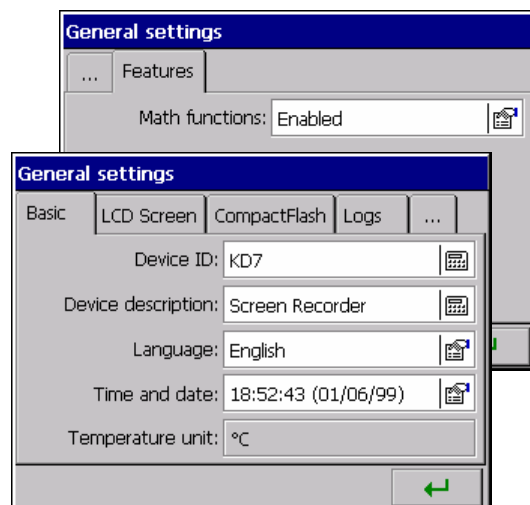 General settings
... Features
Math functions: Enabled
General settings
Basic LCD Screen CompactFlash Logs ...
Device ID: KD7
Device description: Screen Recorder
Language: English
Time and date: 18:52:43 (01/06/99)
Temperature unit: °C